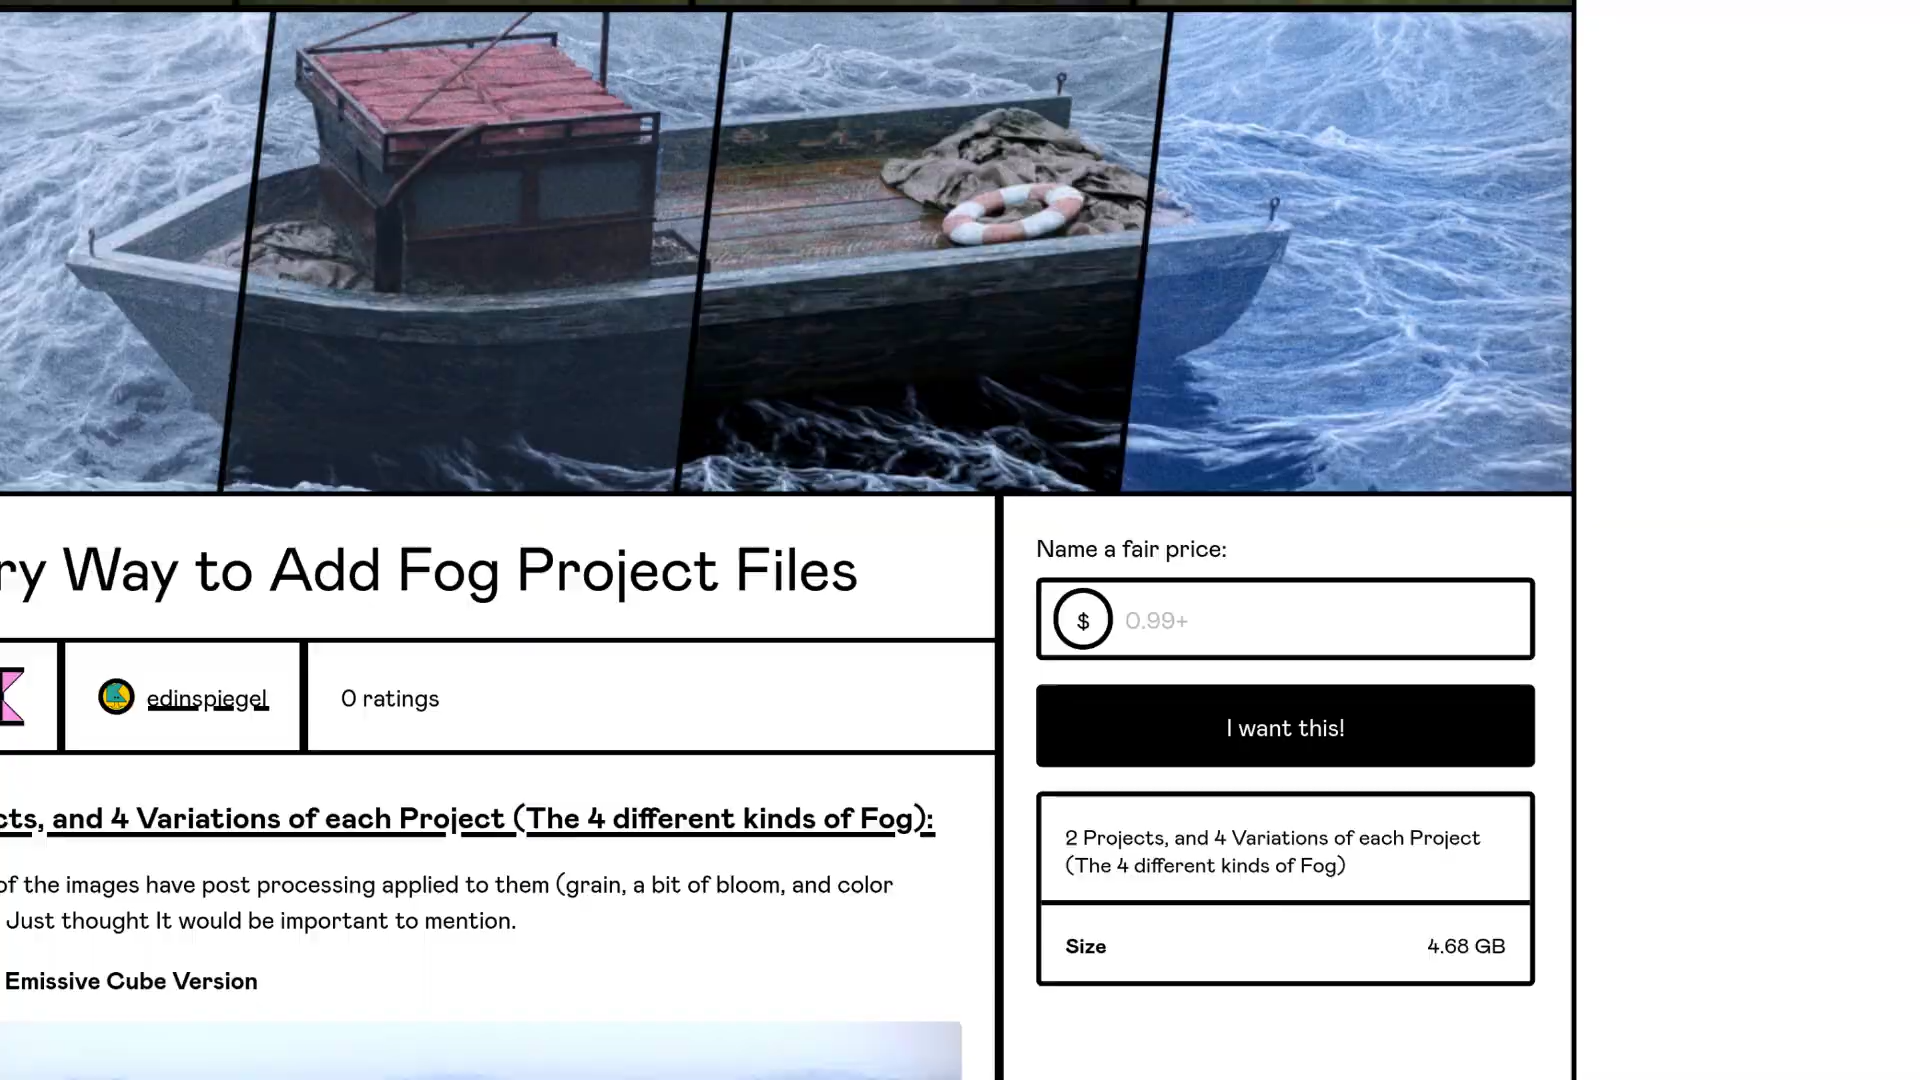 ry Way to Add Fog Project Files
edinspiegel
0 ratings
cts, and 4 Variations of each Project (The 4 different kinds of Fog):
of the images have post processing applied to them (grain, a bit of bloom, and color
Just thought It would be important to mention.
Emissive Cube Version
Name a fair price:
$ 0.99+
I want this!
2 Projects, and 4 Variations of each Project
(The 4 different kinds of Fog)
Size 4.68 GB